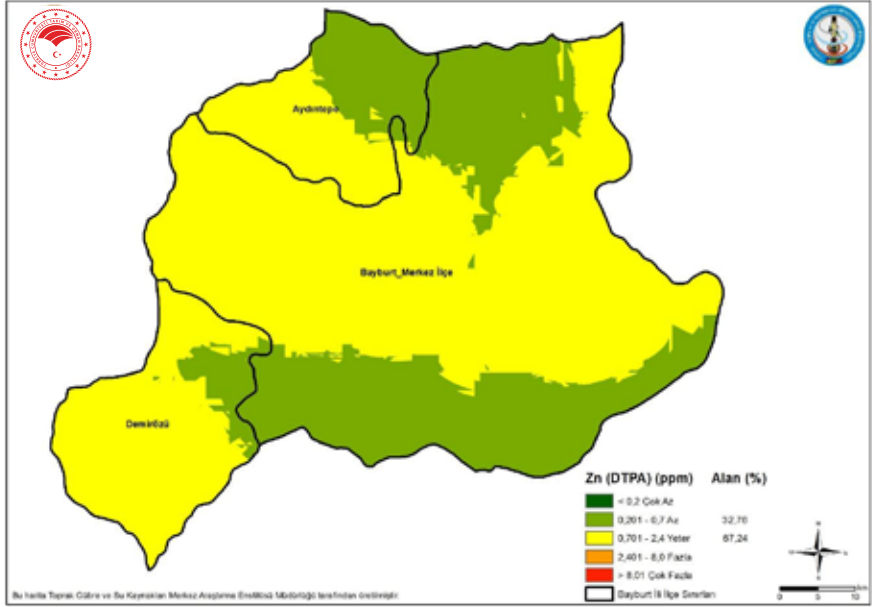 Aydıntepe
Bayburt_Merkez İlçe
Demirözü
Zn (DTPA) (ppm) Alan (%)
< 0,2 Çok Az
0,201 - 0,7 Az 32,76
0,701 - 2,4 Yeter 67,24
2,401 - 8,0 Fazla
> 8,01 Çok Fazla
Bayburt İli İlçe Sınırları
N
0 5 10 km
Bu harita Toprak Gübre ve Su Kaynakları Merkez Araştırma Enstitüsü Müdürlüğü tarafından üretilmiştir.